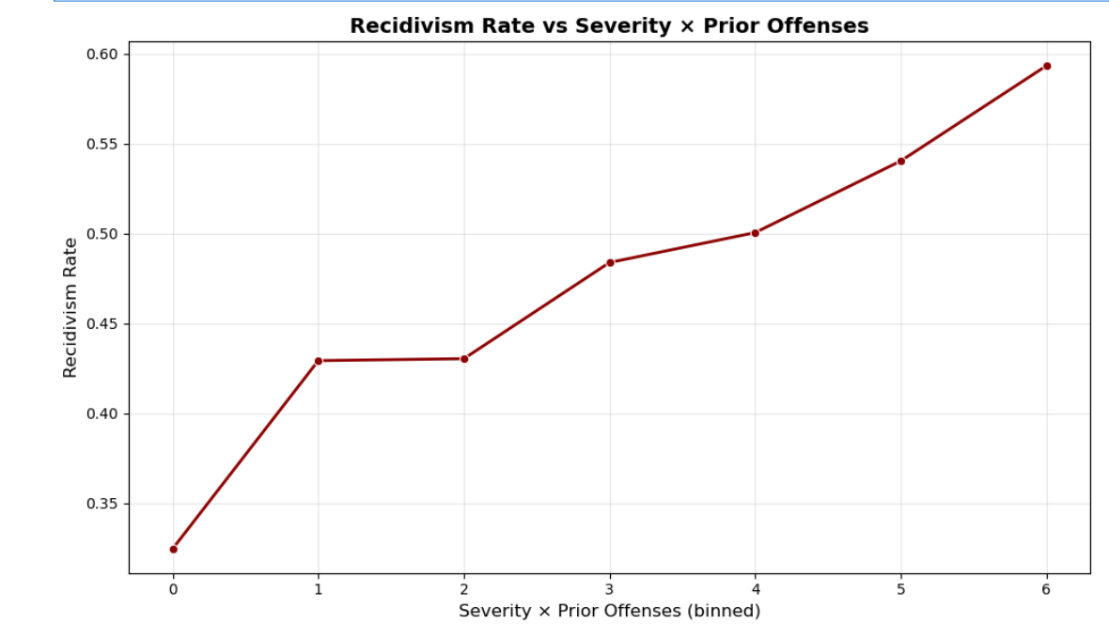 Recidivism Rate vs Severity × Prior Offenses
0.60
0.55
0.50
0.45
0.40
0.35
Recidivism Rate
0 1 2 3 4 5 6
Severity × Prior Offenses (binned)